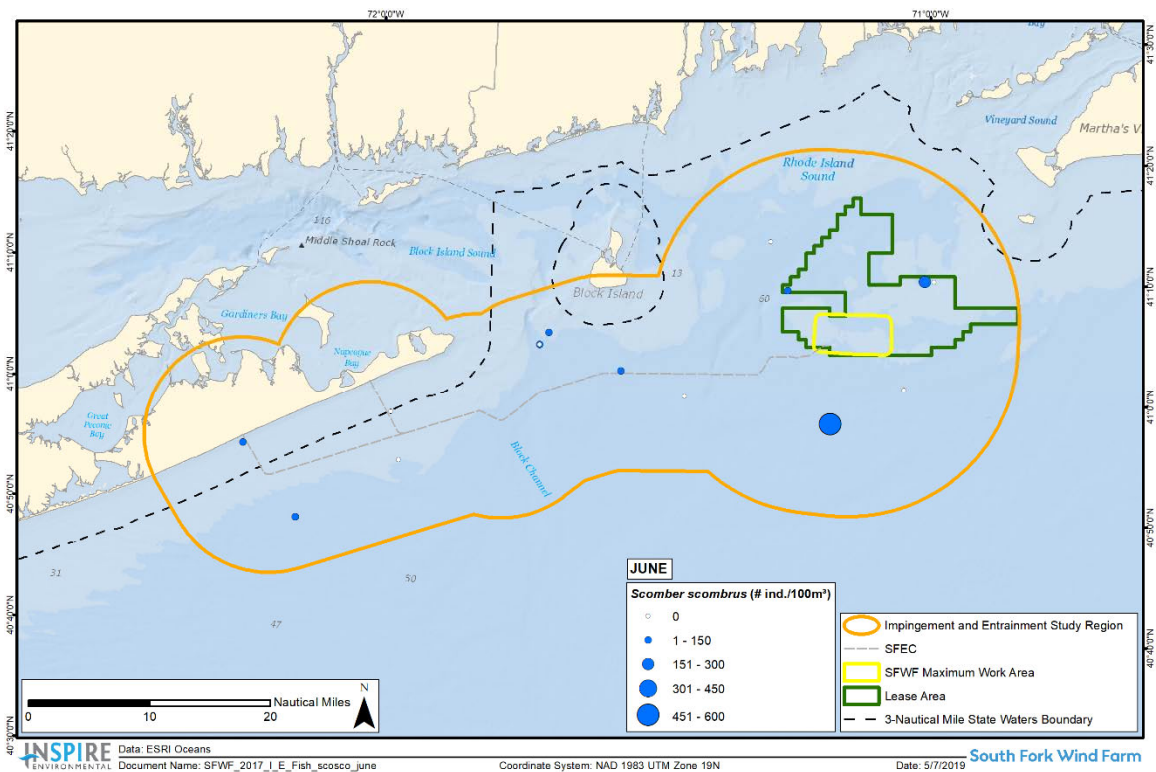 72°0'0"W
71°0'0"W
41°30'0"N
41°20'0"N
41°20'0"N
Vineyard Sound
Martha's V.
Rhode Island
Sound
116
Middle Shoal Rock
Block Island Sound
41°10'0"N
13
60
Block Island
41°10'0"N
Gardiners Bay
Napeague
Bay
41°0'0"N
41°0'0"N
Great
Peconic
Bay
Block Channel
40°50'0"N
40°50'0"N
31
50
47
40°40'0"N
40°40'0"N
40°30'0"N
JUNE
Scomber scombrus (# ind./100m³)
0
1 - 150
151 - 300
301 - 450
451 - 600
Impingement and Entrainment Study Region
SFEC
SFWF Maximum Work Area
Lease Area
3-Nautical Mile State Waters Boundary
N
Nautical Miles
0 10 20
INSPIRE
ENVIRONMENTAL
Data: ESRI Oceans
Document Name: SFWF_2017_I_E_Fish_scosco_june
Coordinate System: NAD 1983 UTM Zone 19N
Date: 5/7/2019
South Fork Wind Farm